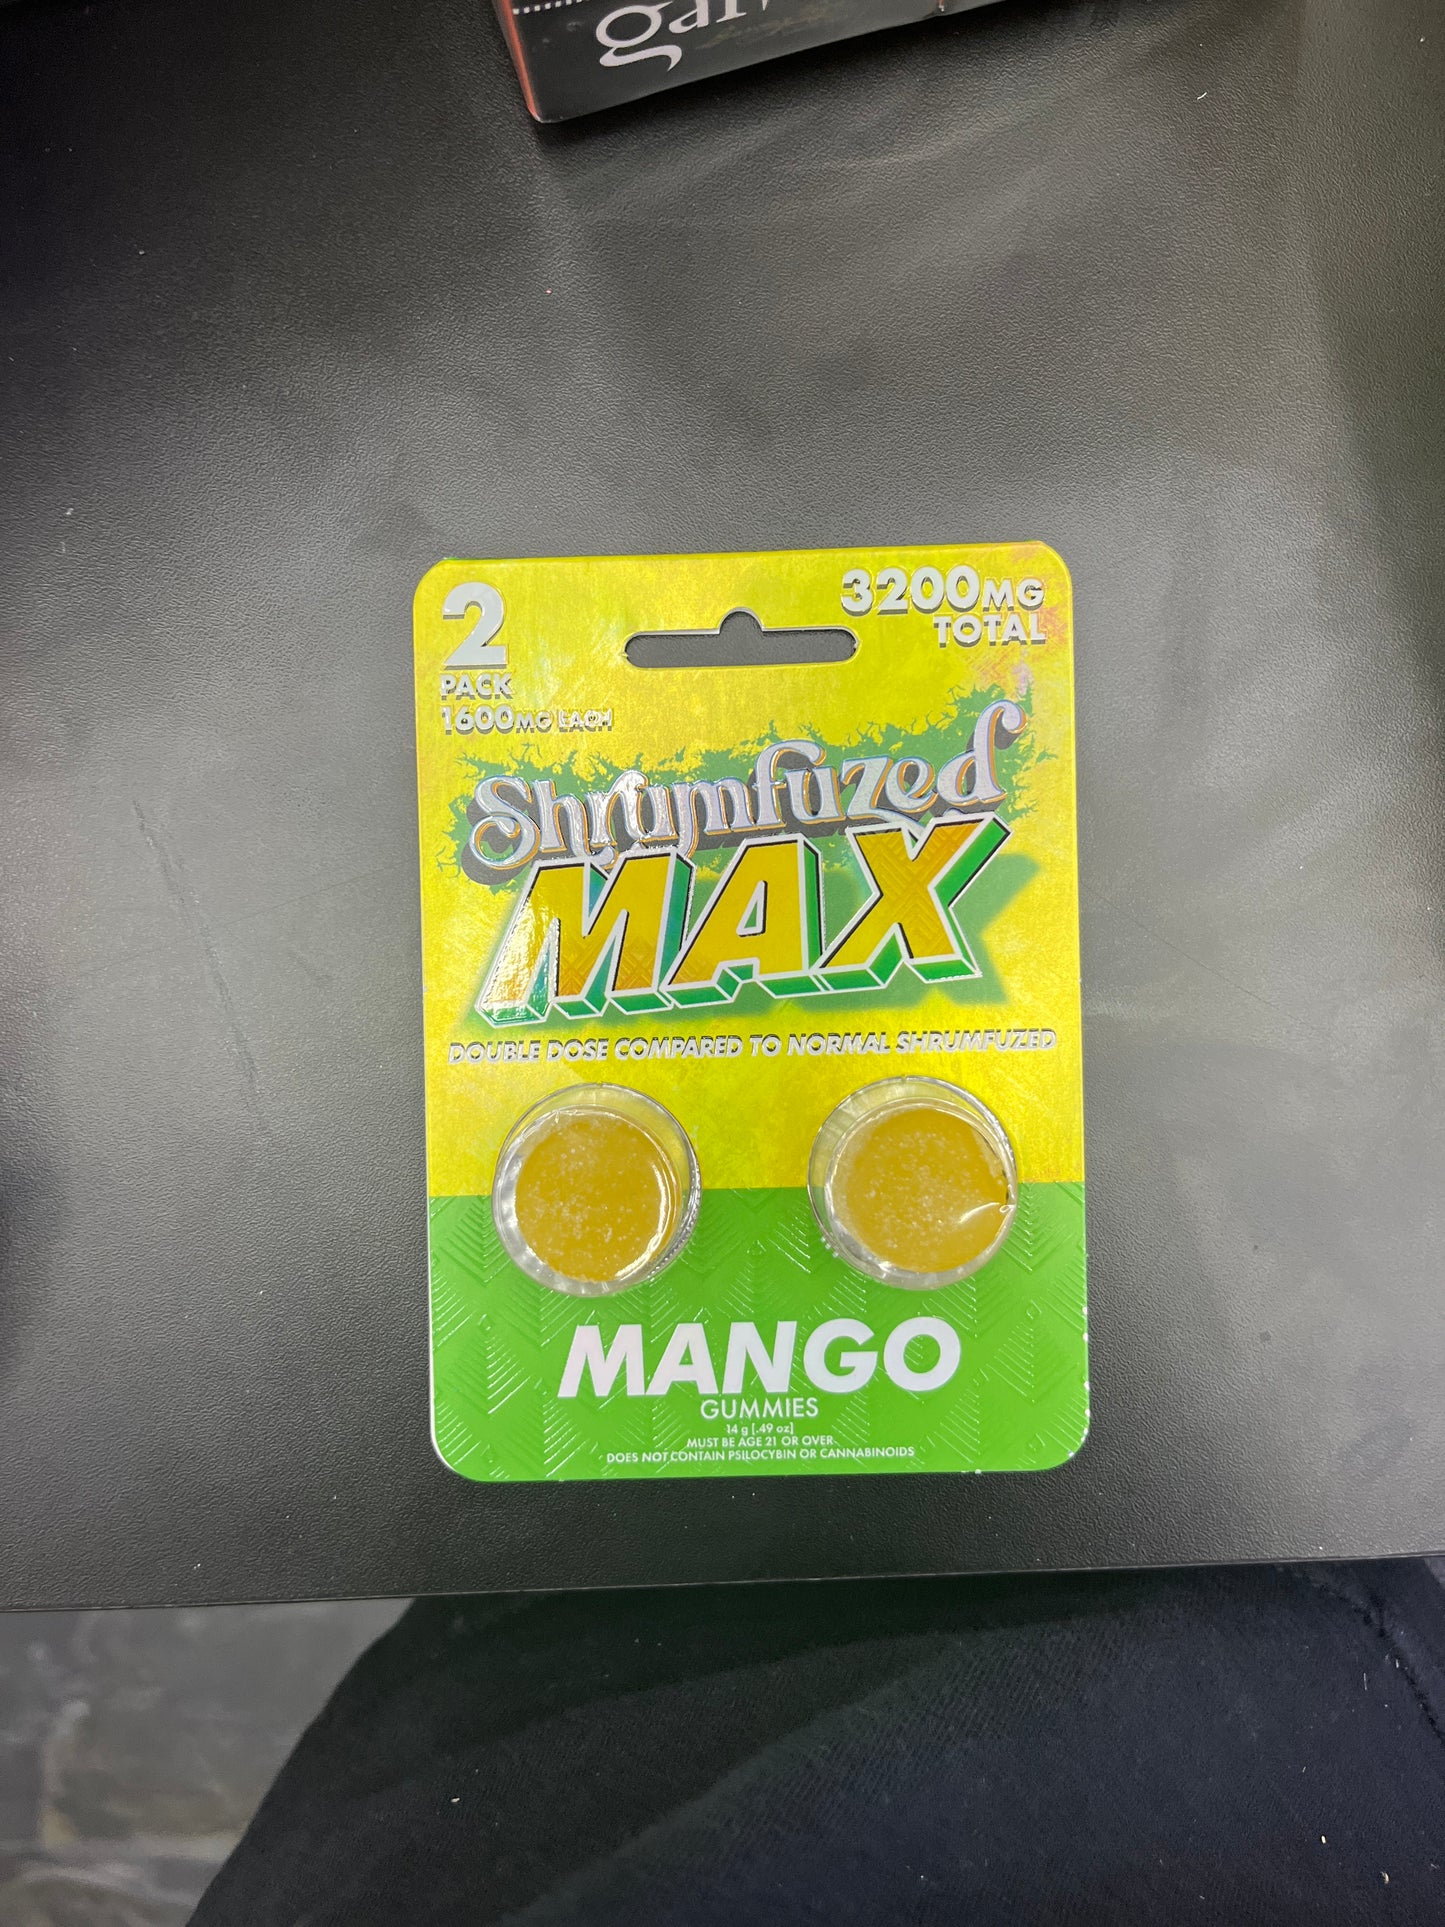 2
PACK
1600MG EACH
3200MG
TOTAL
Shrumfuzed
MAX
DOUBLE DOSE COMPARED TO NORMAL SHRUMFUZED
MANGO
GUMMIES
14 g [.49 oz]
MUST BE AGE 21 OR OVER.
DOES NOT CONTAIN PSILOCYBIN OR CANNABINOIDS